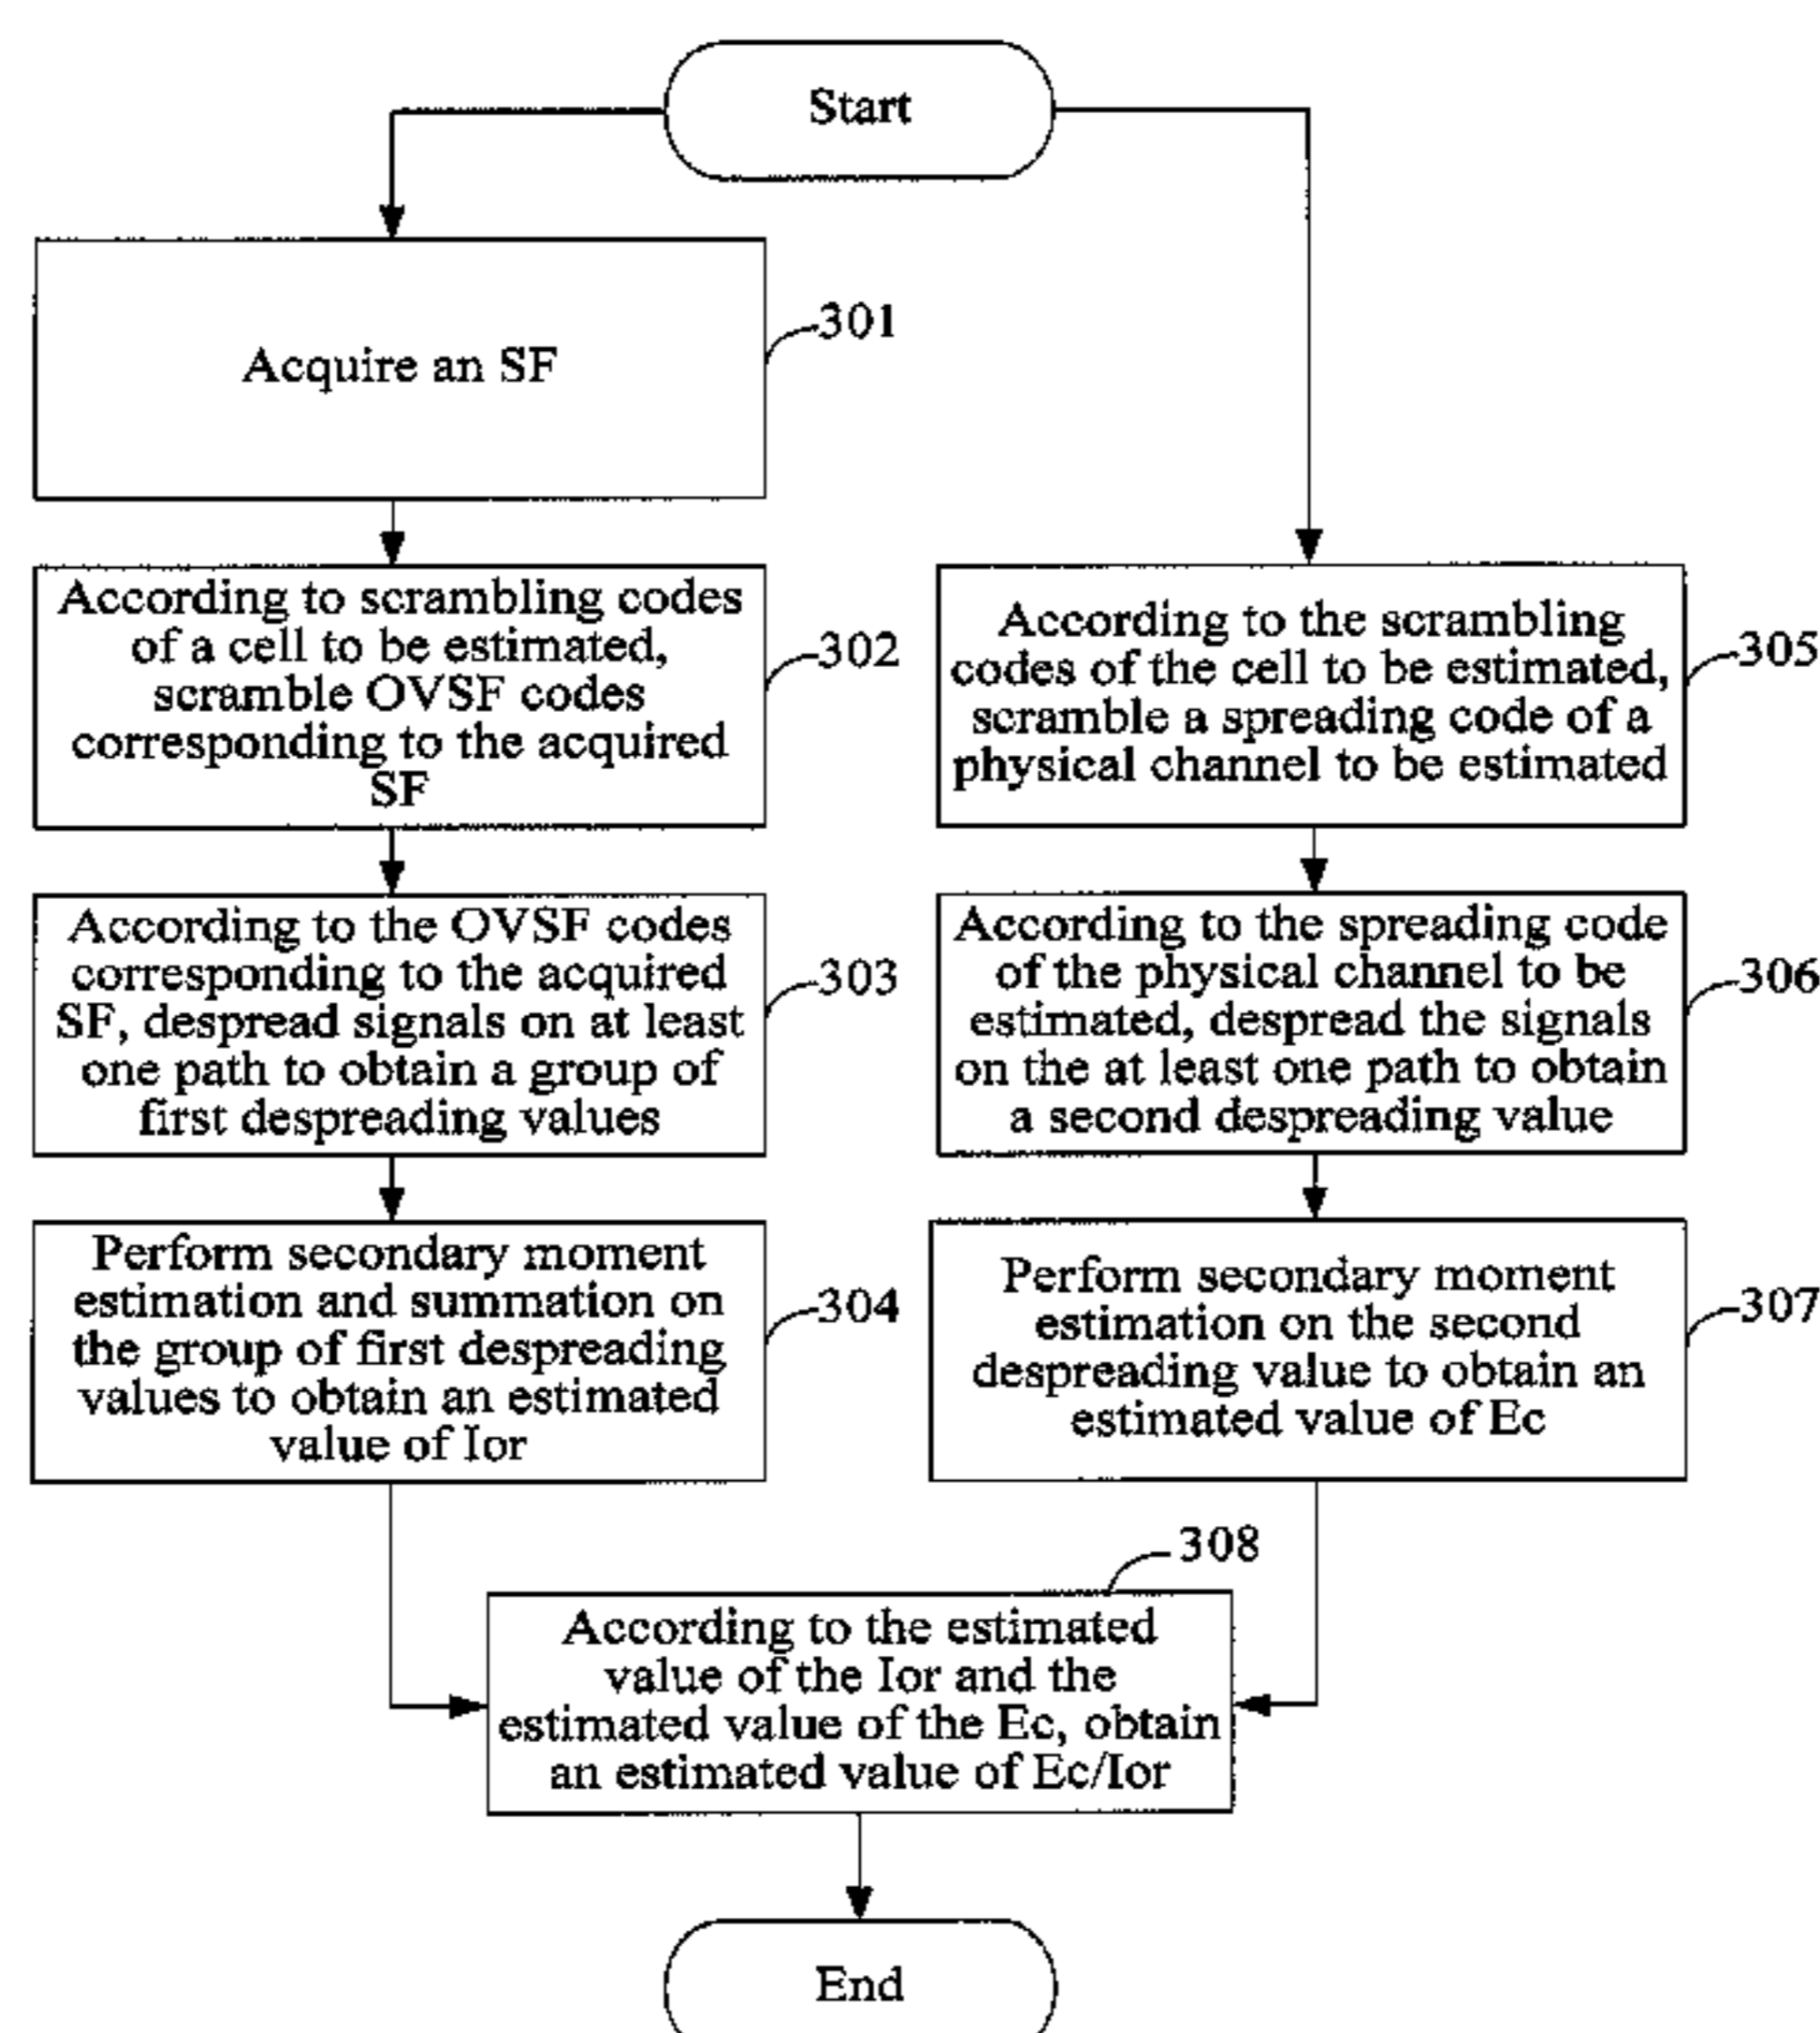 Start
Acquire an SF
301
According to scrambling codes
of a cell to be estimated,
scramble OVSF codes
corresponding to the acquired
SF
302
According to the OVSF codes
corresponding to the acquired
SF, despread signals on at least
one path to obtain a group of
first despreading values
303
Perform secondary moment
estimation and summation on
the group of first despreading
values to obtain an estimated
value of Ior
304
According to the scrambling
codes of the cell to be estimated,
scramble a spreading code of a
physical channel to be estimated
305
According to the spreading code
of the physical channel to be
estimated, despread the signals
on the at least one path to obtain
a second despreading value
306
Perform secondary moment
estimation on the second
despreading value to obtain an
estimated value of Ec
307
308
According to the estimated
value of the Ior and the
estimated value of the Ec, obtain
an estimated value of Ec/Ior
End